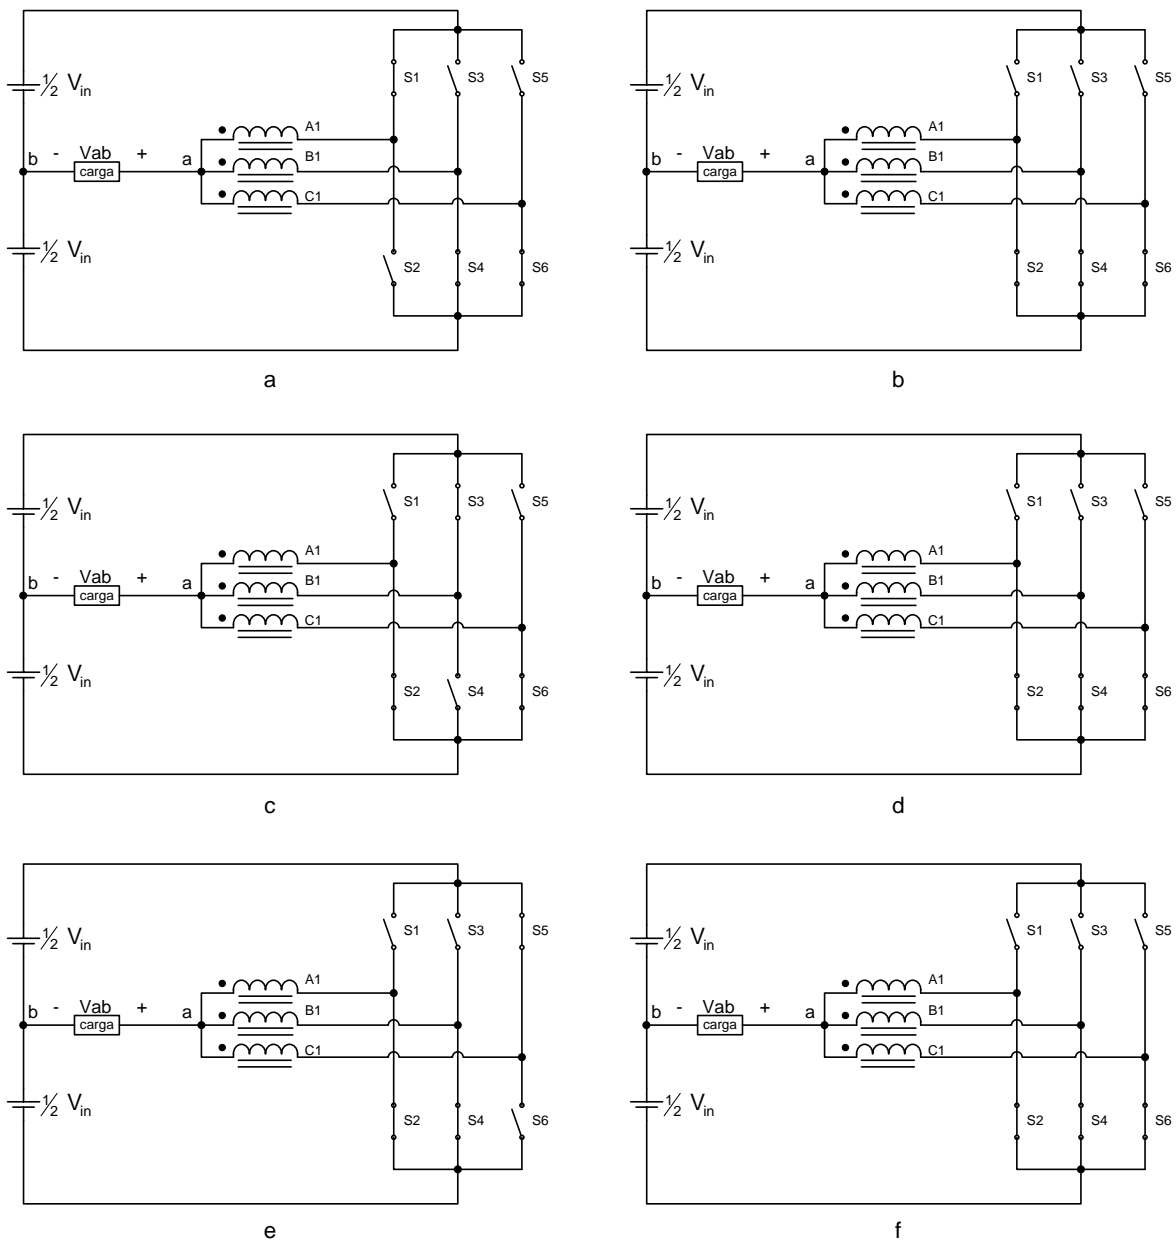 ½ Vin
S1 S3 S5
A1
b - Vab + a
carga
B1
C1
½ Vin
S2 S4 S6
a
½ Vin
S1 S3 S5
A1
b - Vab + a
carga
B1
C1
½ Vin
S2 S4 S6
b
½ Vin
S1 S3 S5
A1
b - Vab + a
carga
B1
C1
½ Vin
S2 S4 S6
c
½ Vin
S1 S3 S5
A1
b - Vab + a
carga
B1
C1
½ Vin
S2 S4 S6
d
½ Vin
S1 S3 S5
A1
b - Vab + a
carga
B1
C1
½ Vin
S2 S4 S6
e
½ Vin
S1 S3 S5
A1
b - Vab + a
carga
B1
C1
½ Vin
S2 S4 S6
f